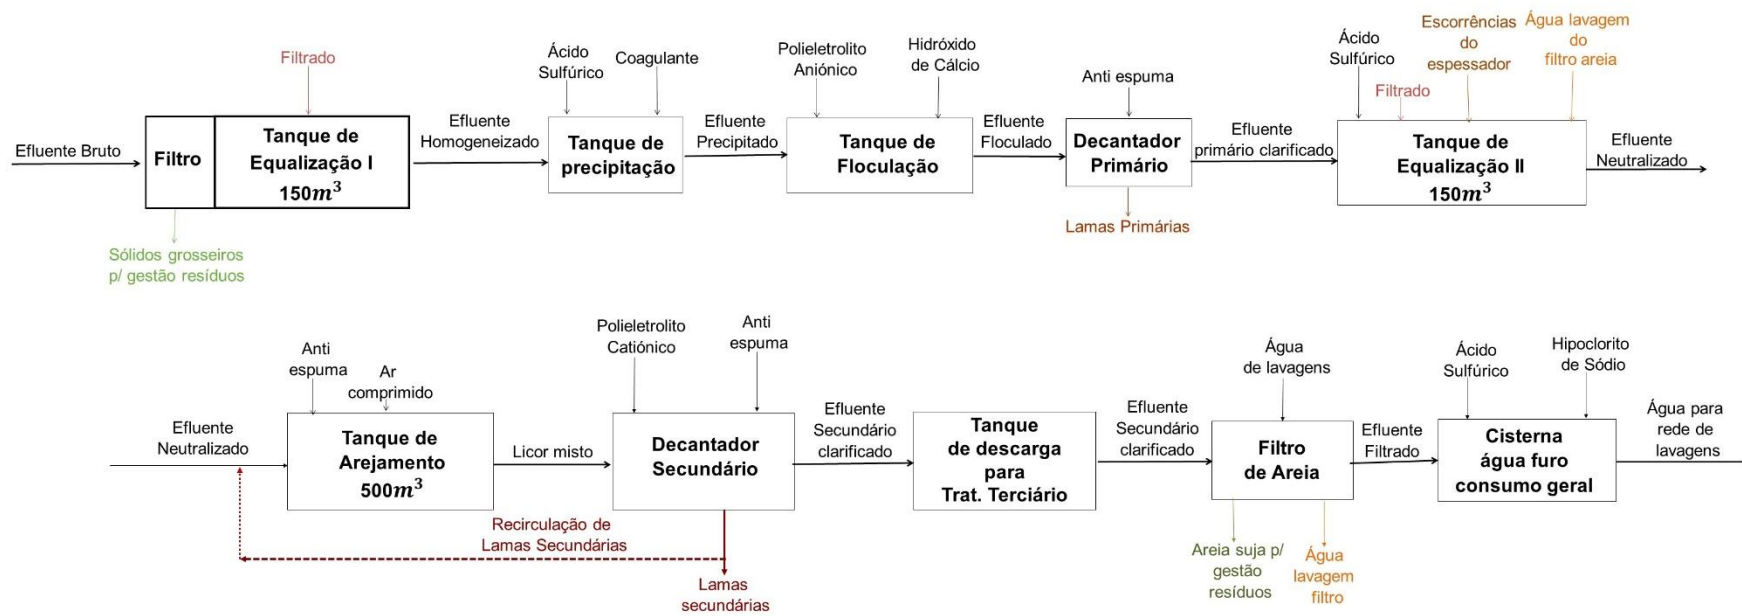 Efluente Bruto
Filtro
Sólidos grosseiros
p/ gestão resíduos
Filtrado
Tanque de
Equalização I
150m³
Efluente
Homogeneizado
Ácido
Sulfúrico
Coagulante
Tanque de
precipitação
Efluente
Precipitado
Polieletrolito
Aniónico
Hidróxido
de Cálcio
Tanque de
Floculação
Efluente
Floculado
Anti espuma
Decantador
Primário
Lamas Primárias
Efluente
primário clarificado
Ácido
Sulfúrico
Filtrado
Escorrências
do
espessador
Água lavagem
do
filtro areia
Tanque de
Equalização II
150m³
Efluente
Neutralizado
Efluente
Neutralizado
Anti
espuma
Ar
comprimido
Tanque de
Arejamento
500m³
Licor misto
Recirculação de
Lamas Secundárias
Polieletrolito
Catiónico
Anti
espuma
Decantador
Secundário
Lamas
secundárias
Efluente
Secundário
clarificado
Tanque
de descarga
para
Trat. Terciário
Efluente
Secundário
clarificado
Água
de lavagens
Filtro
de Areia
Areia suja p/
gestão
resíduos
Água
lavagem
filtro
Efluente
Filtrado
Ácido
Sulfúrico
Hipoclorito
de Sódio
Cisterna
água furo
consumo geral
Água para
rede de
lavagens